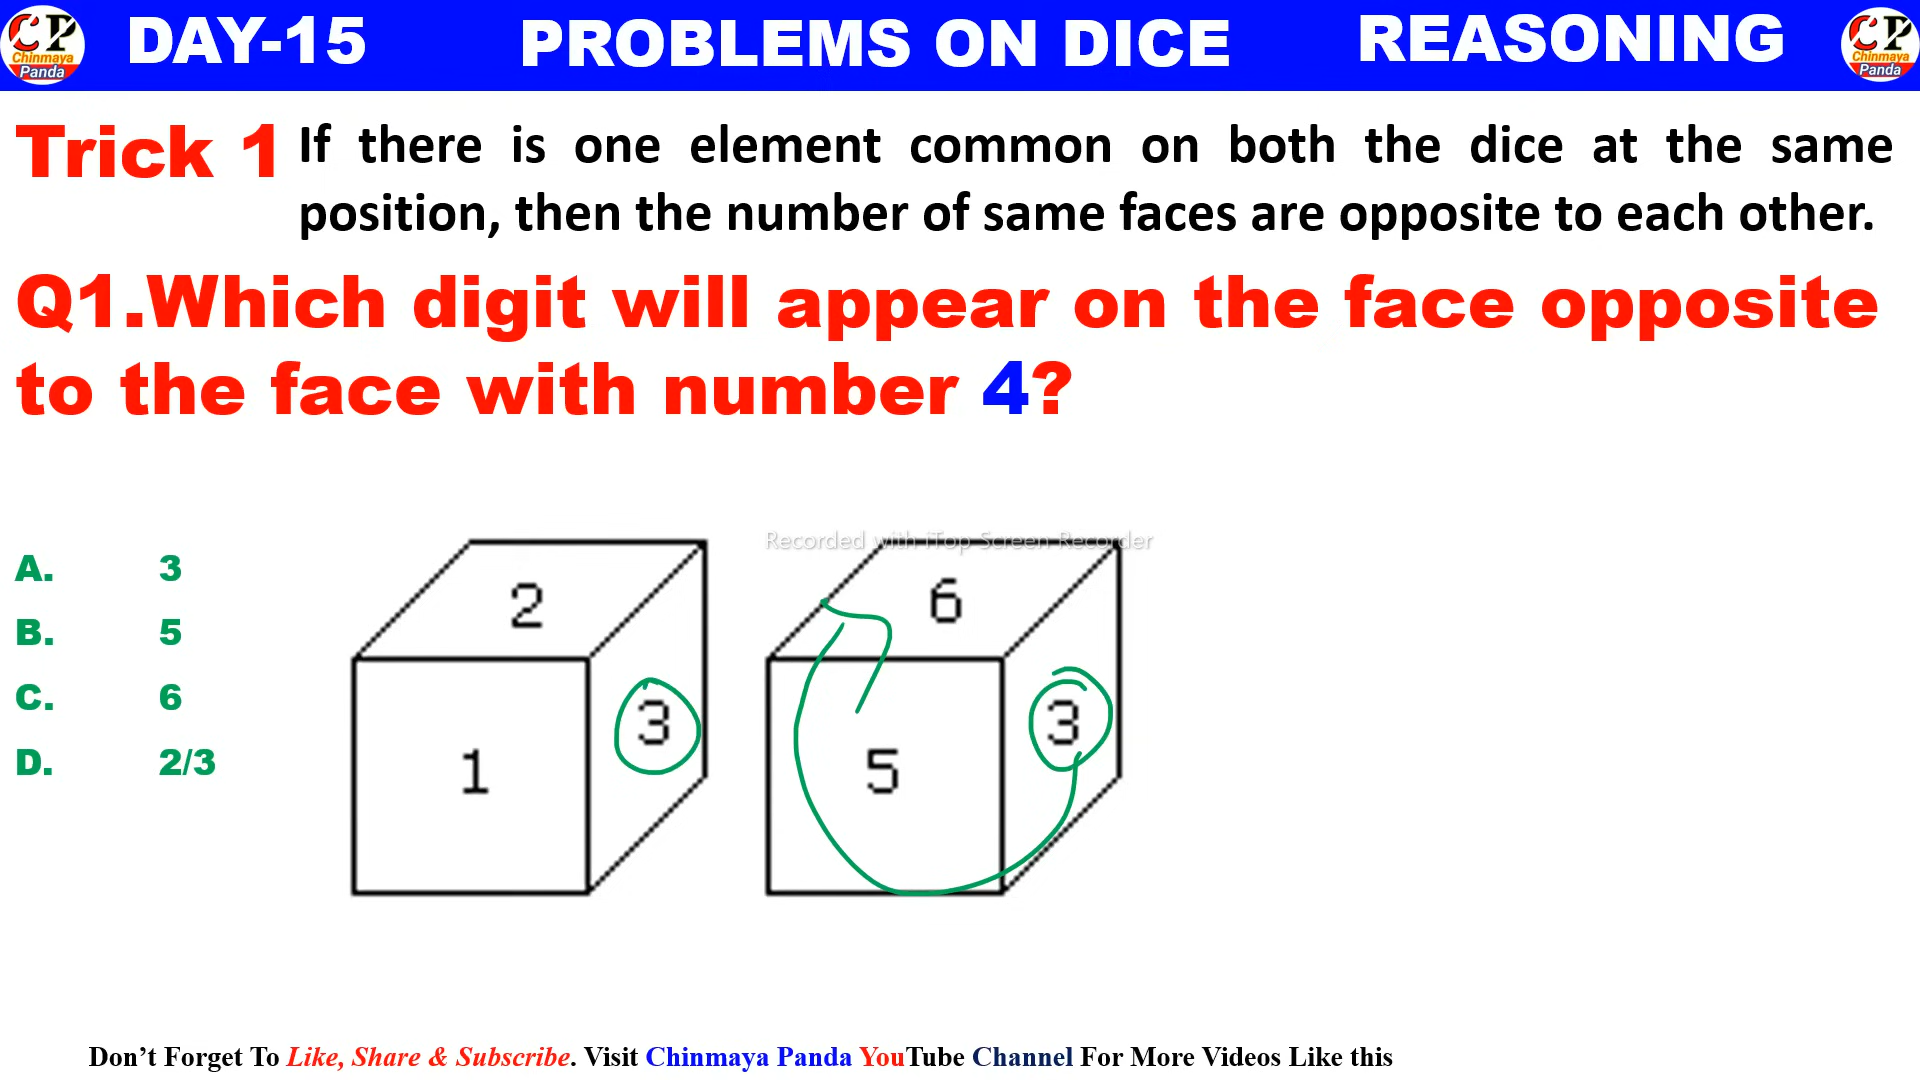 CP Chinmaya Panda
DAY-15 PROBLEMS ON DICE REASONING
CP Chinmaya Panda
Trick 1 If there is one element common on both the dice at the same
position, then the number of same faces are opposite to each other.
Q1.Which digit will appear on the face opposite
to the face with number 4?
Recorded with iTop Screen Recorder
A. 3
B. 5
C. 6
D. 2/3
2
3
1
6
3
5
Don’t Forget To Like, Share & Subscribe. Visit Chinmaya Panda YouTube Channel For More Videos Like this